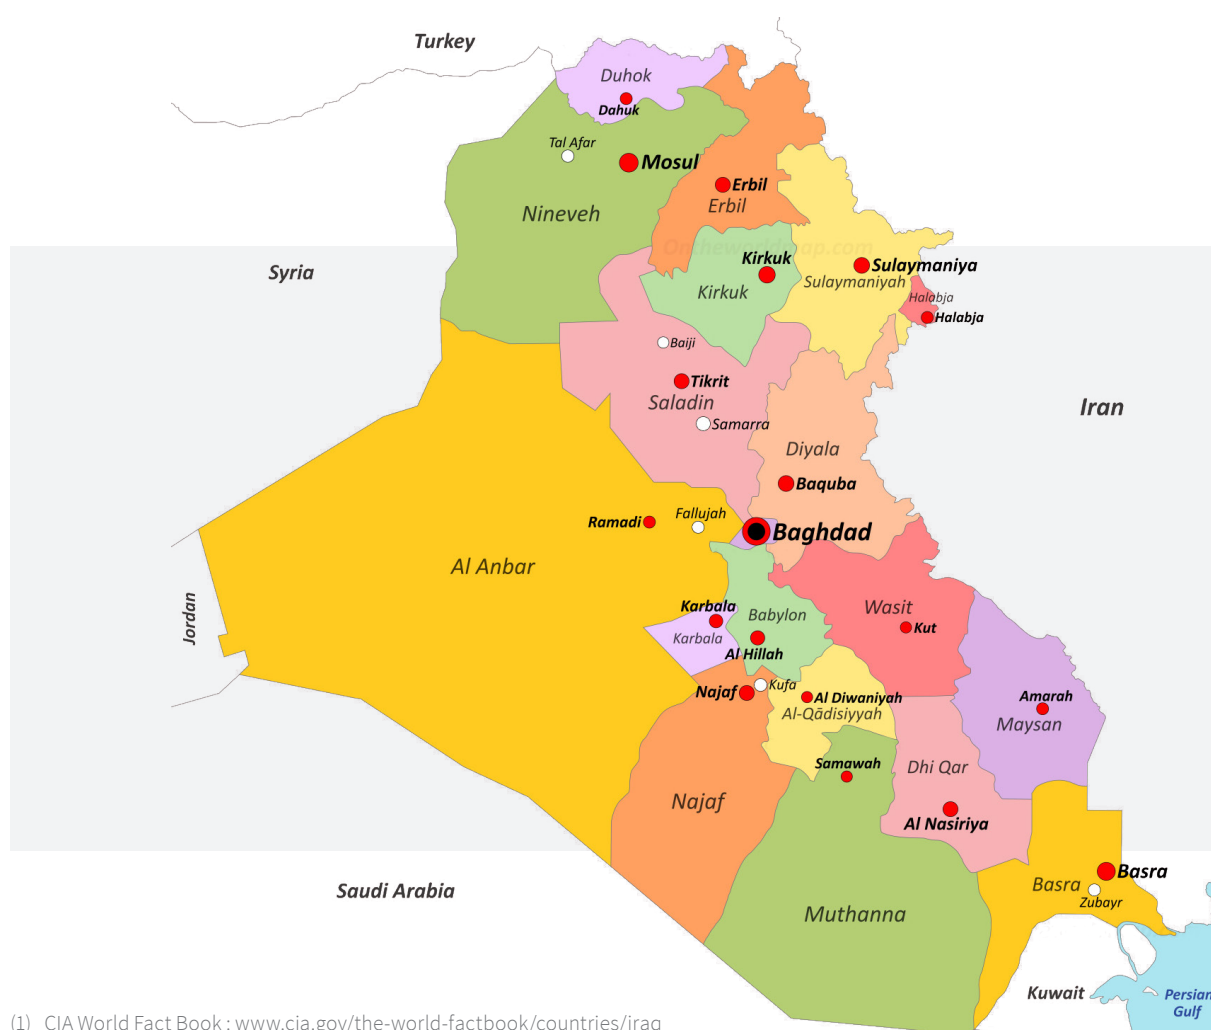 Turkey
Duhok
Dahuk
Tal Afar
Mosul
Erbil
Erbil
Nineveh
Ontheworldmap.com
Kirkuk
Sulaymaniya
Syria
Sulaymaniyah
Kirkuk
Halabja
Halabja
Baiji
Tikrit
Saladin
Iran
Samarra
Diyala
Baquba
Fallujah
Ramadi
Baghdad
Al Anbar
Jordan
Karbala
Wasit
Babylon
Kut
Karbala
Al Hillah
Kufa
Najaf
Al Diwaniyah
Amarah
Al-Qādisiyyah
Maysan
Samawah
Dhi Qar
Najaf
Al Nasiriya
Basra
Saudi Arabia
Basra
Zubayr
Muthanna
Kuwait
Persian
Gulf
(1) CIA World Fact Book : www.cia.gov/the-world-factbook/countries/iraq